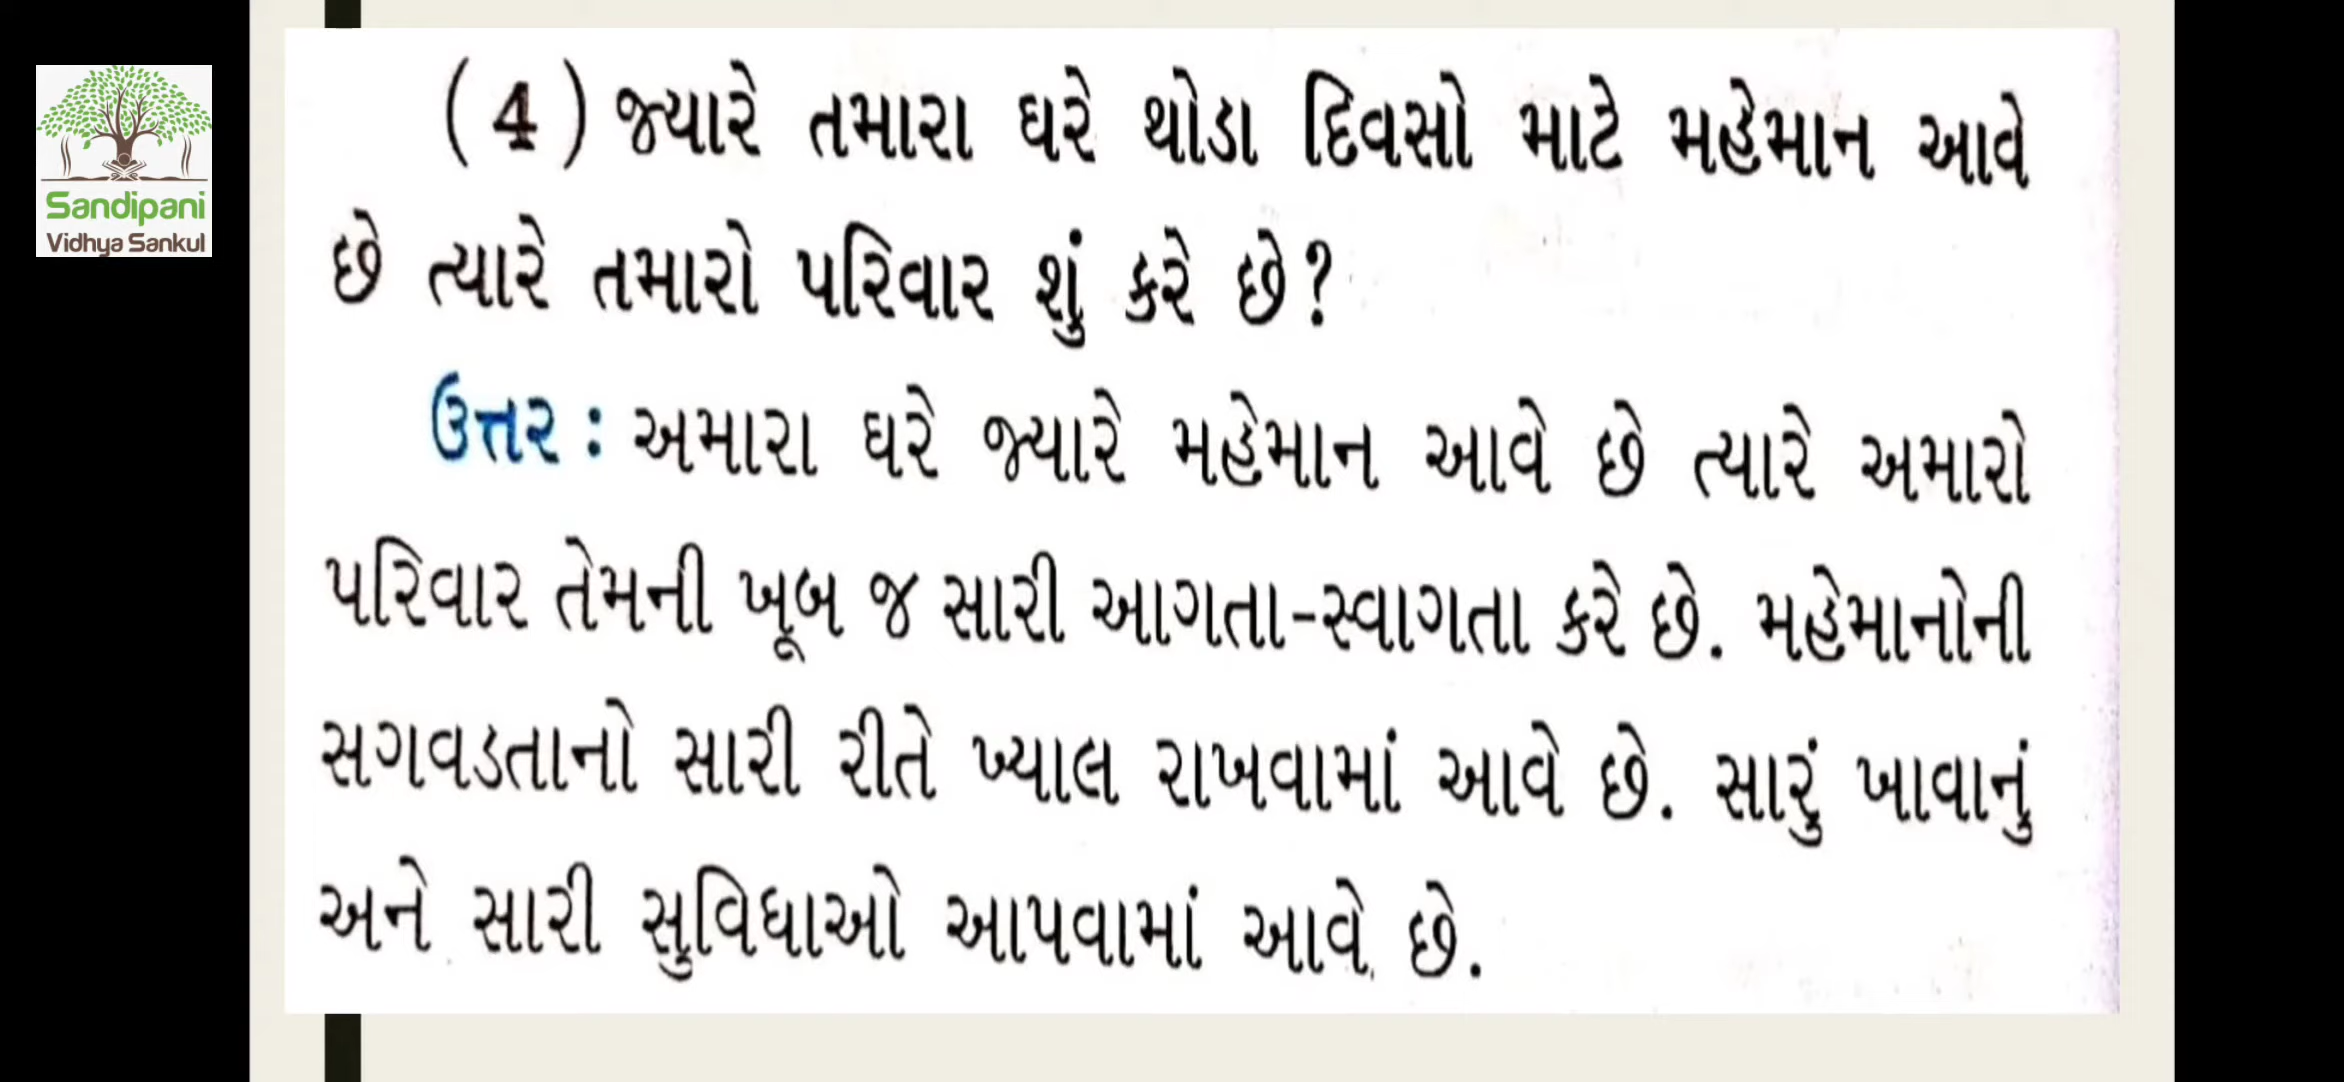 Sandipani
Vidhya Sankul
(4) જ્યારે તમારા ઘરે થોડા દિવસો માટે મહેમાન આવે
છે ત્યારે તમારો પરિવાર શું કરે છે?
ઉત્તર : અમારા ઘરે જ્યારે મહેમાન આવે છે ત્યારે અમારો
પરિવાર તેમની ખૂબ જ સારી આગતા-સ્વાગતા કરે છે. મહેમાનોની
સગવડતાનો સારી રીતે ખ્યાલ રાખવામાં આવે છે. સારું ખાવાનું
અને સારી સુવિધાઓ આપવામાં આવે છે.